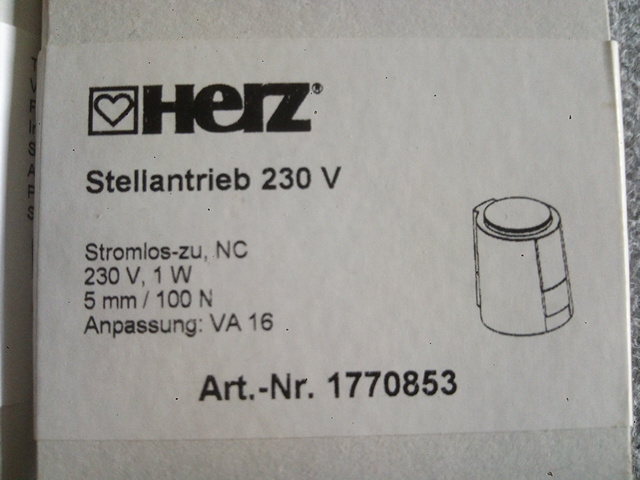 Herz®
Stellantrieb 230 V
Stromlos-zu, NC
230 V, 1 W
5 mm / 100 N
Anpassung: VA 16
Art.-Nr. 1770853